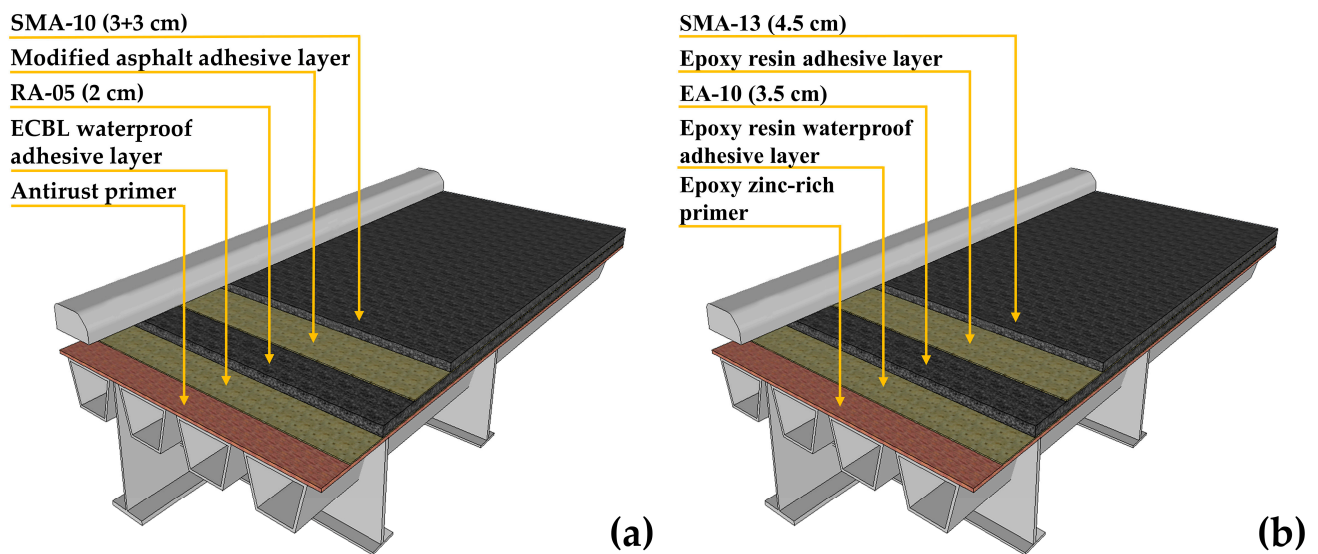 SMA-10 (3+3 cm)
Modified asphalt adhesive layer
RA-05 (2 cm)
ECBL waterproof
adhesive layer
Antirust primer
(a)
SMA-13 (4.5 cm)
Epoxy resin adhesive layer
EA-10 (3.5 cm)
Epoxy resin waterproof
adhesive layer
Epoxy zinc-rich
primer
(b)